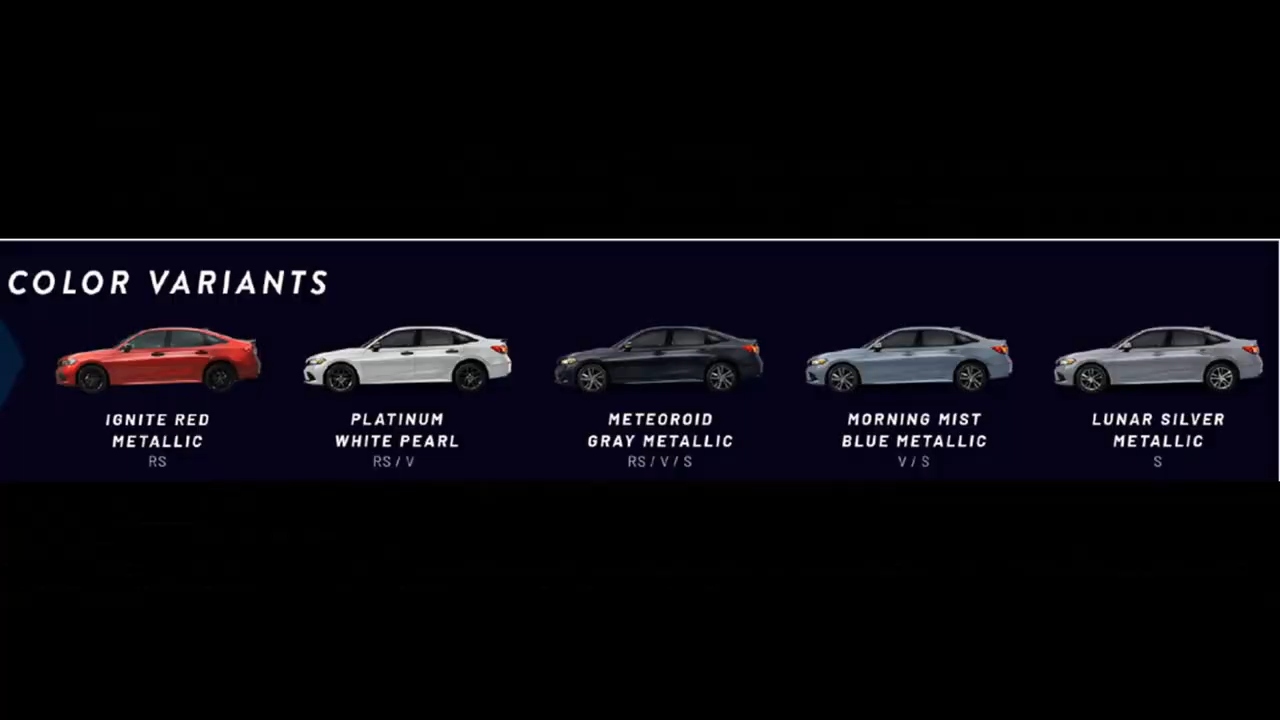 COLOR VARIANTS
IGNITE RED
METALLIC
RS
PLATINUM
WHITE PEARL
RS / V
METEOROID
GRAY METALLIC
RS / V / S
MORNING MIST
BLUE METALLIC
V / S
LUNAR SILVER
METALLIC
S